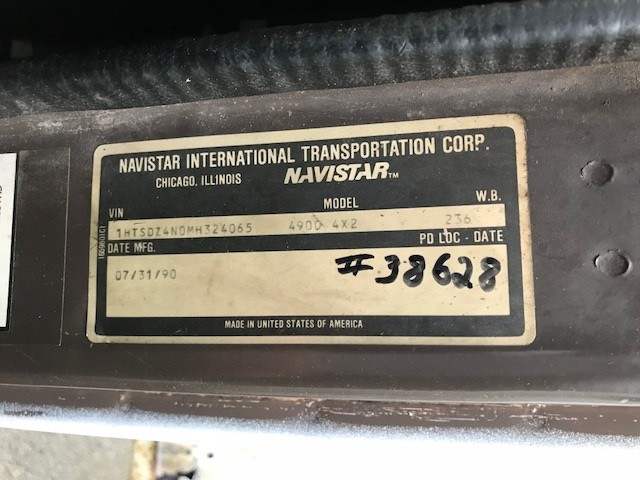 NAVISTAR INTERNATIONAL TRANSPORTATION CORP.
CHICAGO, ILLINOIS NAVISTAR™
VIN MODEL W.B.
1HTSDZ4N0MH324065 4900 4X2 236
DATE MFG. PD LOC - DATE
07/31/90 #38628
MADE IN UNITED STATES OF AMERICA